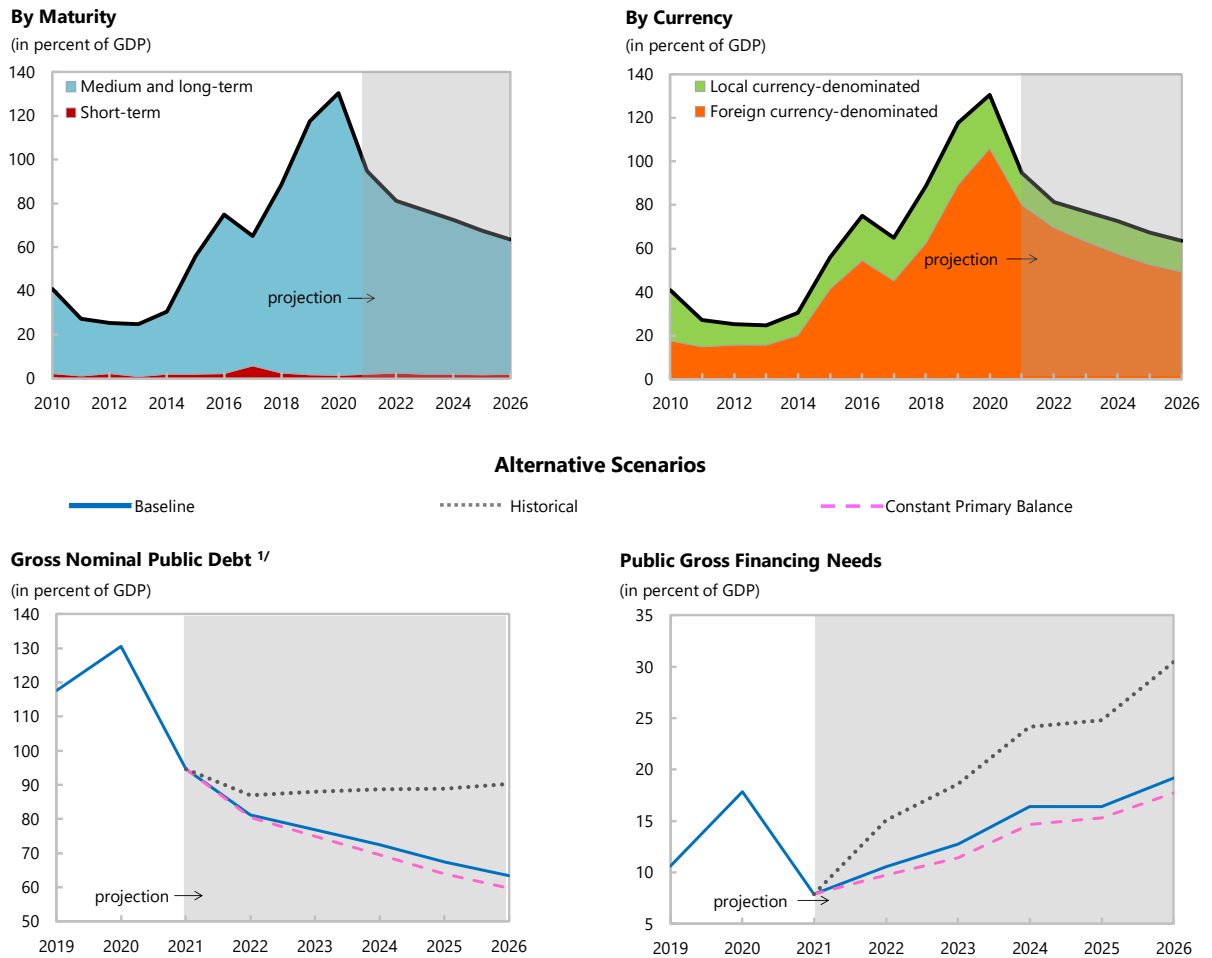 By Maturity
(in percent of GDP)
140
120
100
80
60
40
20
0
Medium and long-term
Short-term
projection
2010 2012 2014 2016 2018 2020 2022 2024 2026
By Currency
(in percent of GDP)
140
120
100
80
60
40
20
0
Local currency-denominated
Foreign currency-denominated
projection
2010 2012 2014 2016 2018 2020 2022 2024 2026
Alternative Scenarios
Baseline Historical Constant Primary Balance
Gross Nominal Public Debt 1/
(in percent of GDP)
140
130
120
110
100
90
80
70
60
50
projection
2019 2020 2021 2022 2023 2024 2025 2026
Public Gross Financing Needs
(in percent of GDP)
35
30
25
20
15
10
5
projection
2019 2020 2021 2022 2023 2024 2025 2026